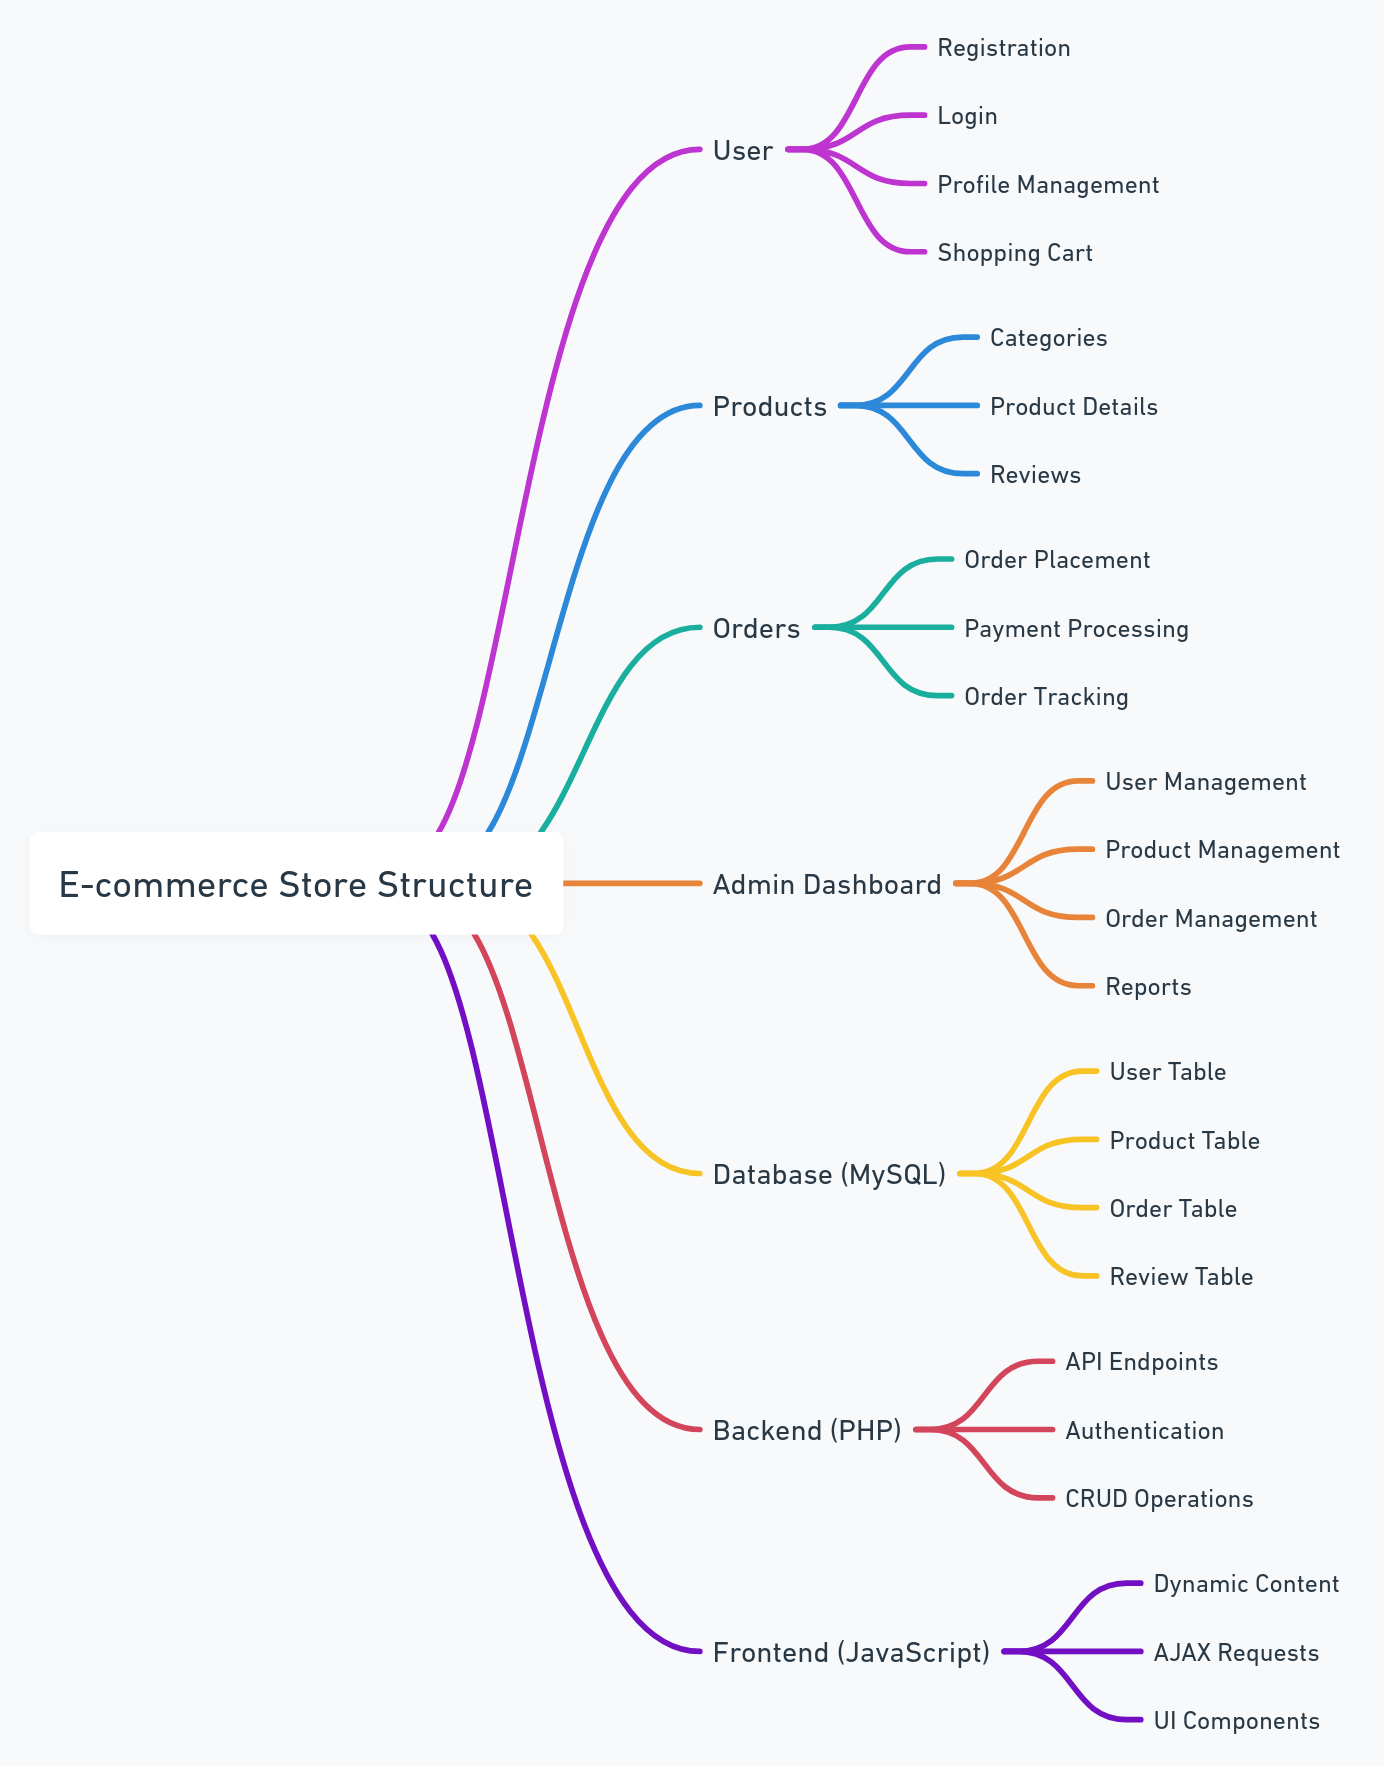 E-commerce Store Structure
User
Registration
Login
Profile Management
Shopping Cart
Products
Categories
Product Details
Reviews
Orders
Order Placement
Payment Processing
Order Tracking
Admin Dashboard
User Management
Product Management
Order Management
Reports
Database (MySQL)
User Table
Product Table
Order Table
Review Table
Backend (PHP)
API Endpoints
Authentication
CRUD Operations
Frontend (JavaScript)
Dynamic Content
AJAX Requests
UI Components